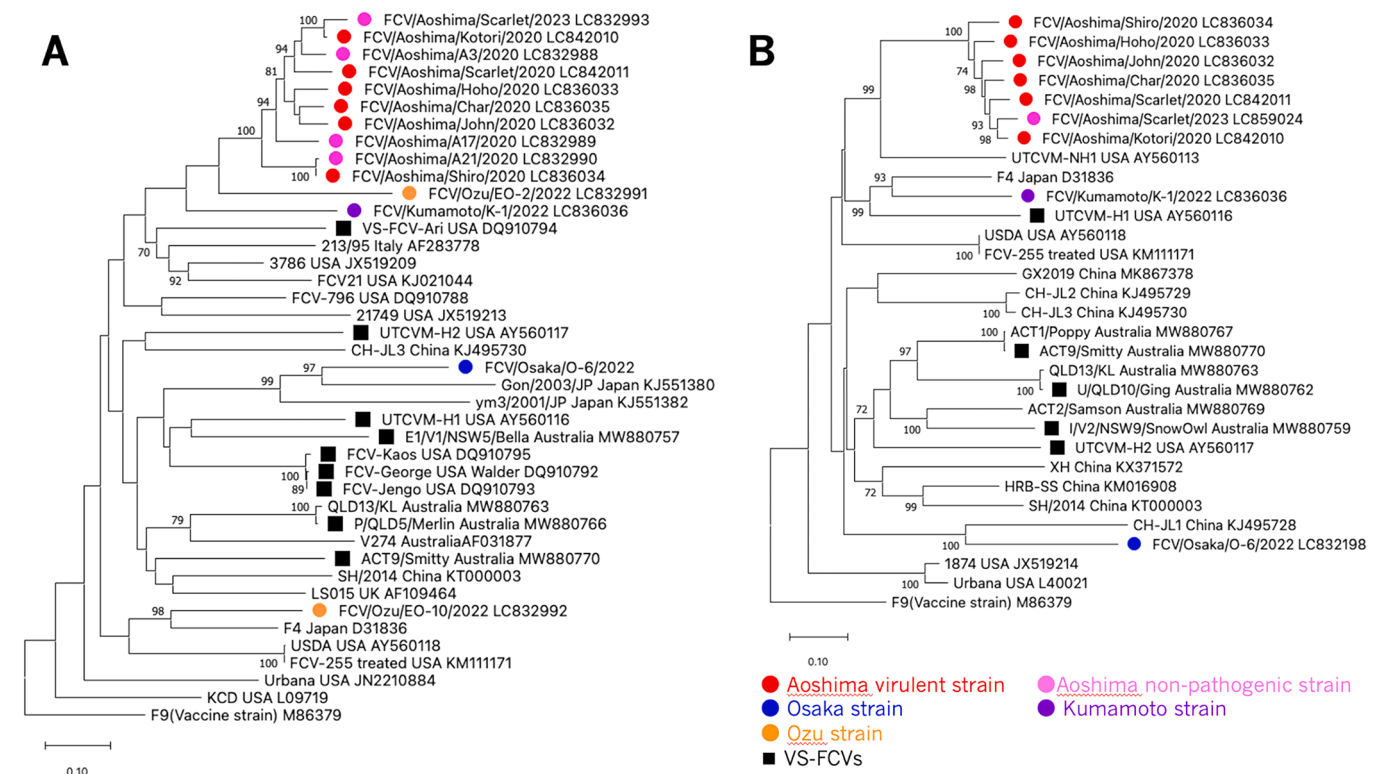 A
100
FCV/Aoshima/Scarlet/2023 LC832993
FCV/Aoshima/Kotori/2020 LC842010
94
FCV/Aoshima/A3/2020 LC832988
81
FCV/Aoshima/Scarlet/2020 LC842011
FCV/Aoshima/Hoho/2020 LC836033
94
FCV/Aoshima/Char/2020 LC836035
FCV/Aoshima/John/2020 LC836032
100
FCV/Aoshima/A17/2020 LC832989
FCV/Aoshima/A21/2020 LC832990
100
FCV/Aoshima/Shiro/2020 LC836034
FCV/Ozu/EO-2/2022 LC832991
FCV/Kumamoto/K-1/2022 LC836036
VS-FCV-Ari USA DQ910794
70
213/95 Italy AF283778
3786 USA JX519209
92
FCV21 USA KJ021044
FCV-796 USA DQ910788
21749 USA JX519213
UTCVM-H2 USA AY560117
CH-JL3 China KJ495730
97
FCV/Osaka/O-6/2022
99
Gon/2003/JP Japan KJ551380
ym3/2001/JP Japan KJ551382
UTCVM-H1 USA AY560116
E1/V1/NSW5/Bella Australia MW880757
FCV-Kaos USA DQ910795
100
FCV-George USA Walder DQ910792
89
FCV-Jengo USA DQ910793
100
QLD13/KL Australia MW880763
79
P/QLD5/Merlin Australia MW880766
V274 AustraliaAF031877
ACT9/Smitty Australia MW880770
SH/2014 China KT000003
LS015 UK AF109464
98
FCV/Ozu/EO-10/2022 LC832992
F4 Japan D31836
USDA USA AY560118
100
FCV-255 treated USA KM111171
Urbana USA JN2210884
KCD USA L09719
F9(Vaccine strain) M86379
0.10
B
100
FCV/Aoshima/Shiro/2020 LC836034
FCV/Aoshima/Hoho/2020 LC836033
74
FCV/Aoshima/John/2020 LC836032
98
FCV/Aoshima/Char/2020 LC836035
99
FCV/Aoshima/Scarlet/2020 LC842011
93
FCV/Aoshima/Scarlet/2023 LC859024
98
FCV/Aoshima/Kotori/2020 LC842010
UTCVM-NH1 USA AY560113
93
F4 Japan D31836
FCV/Kumamoto/K-1/2022 LC836036
99
UTCVM-H1 USA AY560116
USDA USA AY560118
100
FCV-255 treated USA KM111171
GX2019 China MK867378
CH-JL2 China KJ495729
100
CH-JL3 China KJ495730
100
ACT1/Poppy Australia MW880767
97
ACT9/Smitty Australia MW880770
QLD13/KL Australia MW880763
100
U/QLD10/Ging Australia MW880762
72
ACT2/Samson Australia MW880769
100
I/V2/NSW9/SnowOwl Australia MW880759
UTCVM-H2 USA AY560117
XH China KX371572
72
HRB-SS China KM016908
99
SH/2014 China KT000003
CH-JL1 China KJ495728
100
FCV/Osaka/O-6/2022 LC832198
1874 USA JX519214
100
Urbana USA L40021
F9(Vaccine strain) M86379
0.10
Aoshima virulent strain
Aoshima non-pathogenic strain
Osaka strain
Kumamoto strain
Ozu strain
VS-FCVs